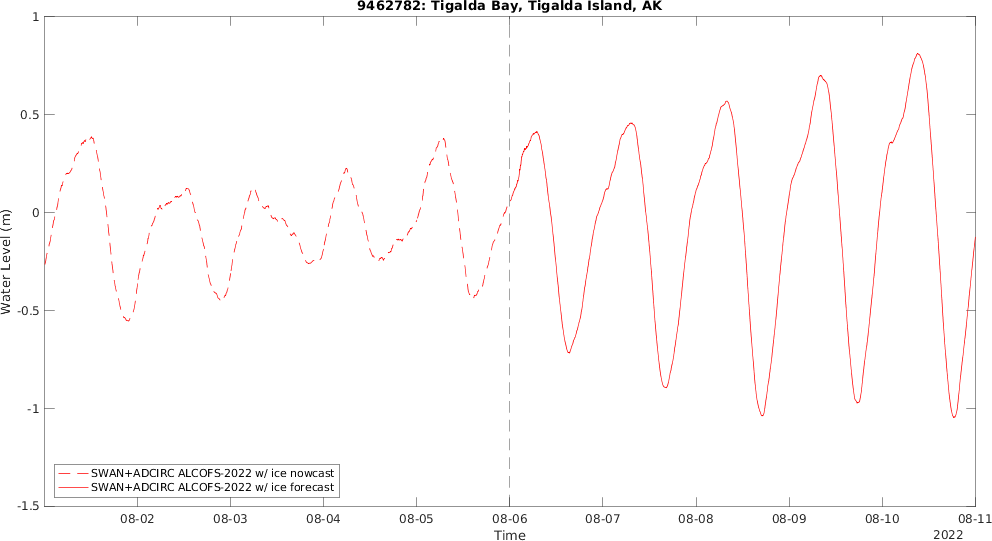 9462782: Tigalda Bay, Tigalda Island, AK
1
0.5
0
-0.5
-1
-1.5
Water Level (m)
SWAN+ADCIRC ALCOFS-2022 w/ ice nowcast
SWAN+ADCIRC ALCOFS-2022 w/ ice forecast
08-02 08-03 08-04 08-05 08-06 08-07 08-08 08-09 08-10 08-11
Time
2022